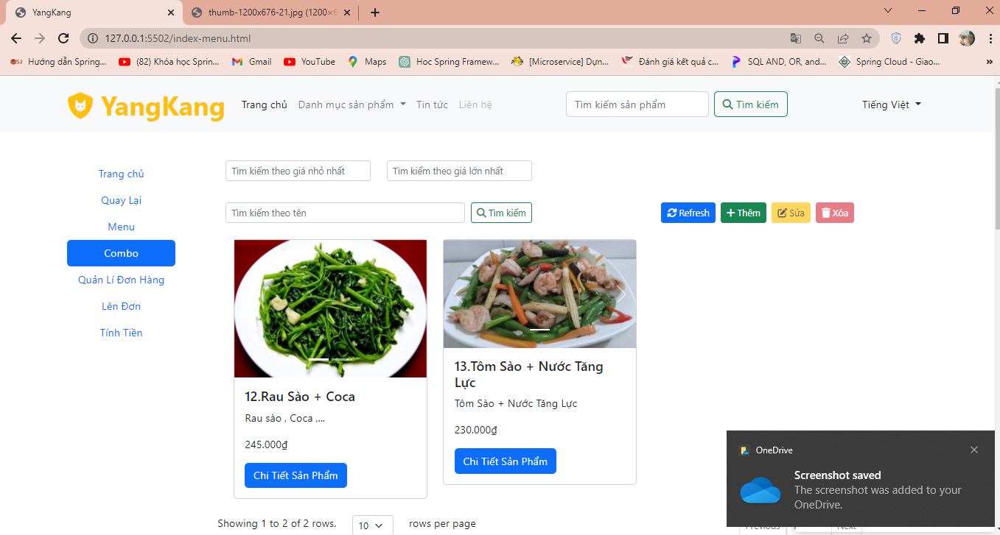 YangKang
thumb-1200x676-21.jpg (1200×6
127.0.0.1:5502/index-menu.html
Hướng dẫn Spring...
(82) Khóa học Sprin...
Gmail
YouTube
Maps
Hoc Spring Framew...
[Microservice] Dựn...
Đánh giá kết quả c...
SQL AND, OR, and...
Spring Cloud - Giao...
»
YangKang
Trang chủ
Danh mục sản phẩm
Tin tức
Liên hệ
Tìm kiếm sản phẩm
Tìm kiếm
Tiếng Việt
Trang chủ
Quay Lại
Menu
Combo
Quản Lí Đơn Hàng
Lên Đơn
Tính Tiền
Tìm kiếm theo giá nhỏ nhất
Tìm kiếm theo giá lớn nhất
Tìm kiếm theo tên
Tìm kiếm
Refresh
Thêm
Sửa
Xóa
12.Rau Sào + Coca
Rau sào , Coca ,...
245.000₫
Chi Tiết Sản Phẩm
13.Tôm Sào + Nước Tăng
Lực
Tôm Sào + Nước Tăng Lực
230.000₫
Chi Tiết Sản Phẩm
OneDrive
Screenshot saved
The screenshot was added to your
OneDrive.
Showing 1 to 2 of 2 rows.
10
rows per page
Previous
Next